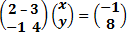 (2 - 3
-1 4) (x
y) = (-1
8)